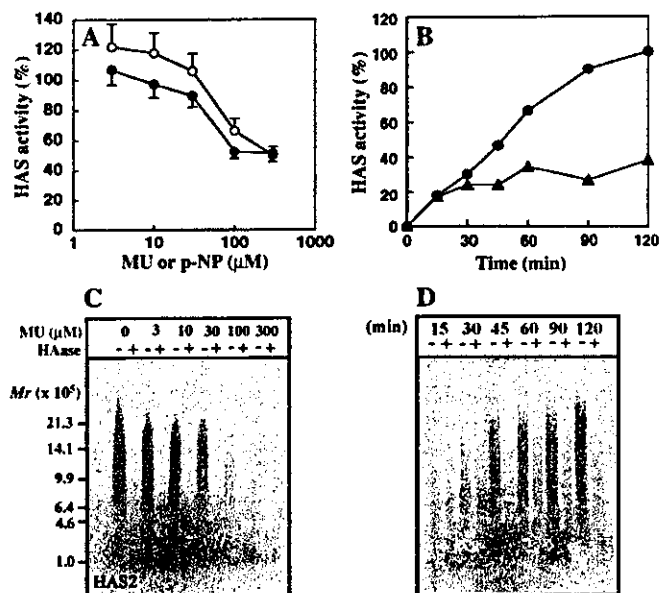 A
HAS activity (%)
140
120
100
80
60
40
20
0
1 10 100 1000
MU or p-NP (µM)
B
HAS activity (%)
100
80
60
40
20
0
0 30 60 90 120
Time (min)
C
MU (µM) 0 3 10 30 100 300
HAase - + - + - + - + - + - +
Mr (x 10⁵)
21.3
14.1
9.9
6.4
4.6
1.0
HAS2
D
(min) 15 30 45 60 90 120
- + - + - + - + - + - +